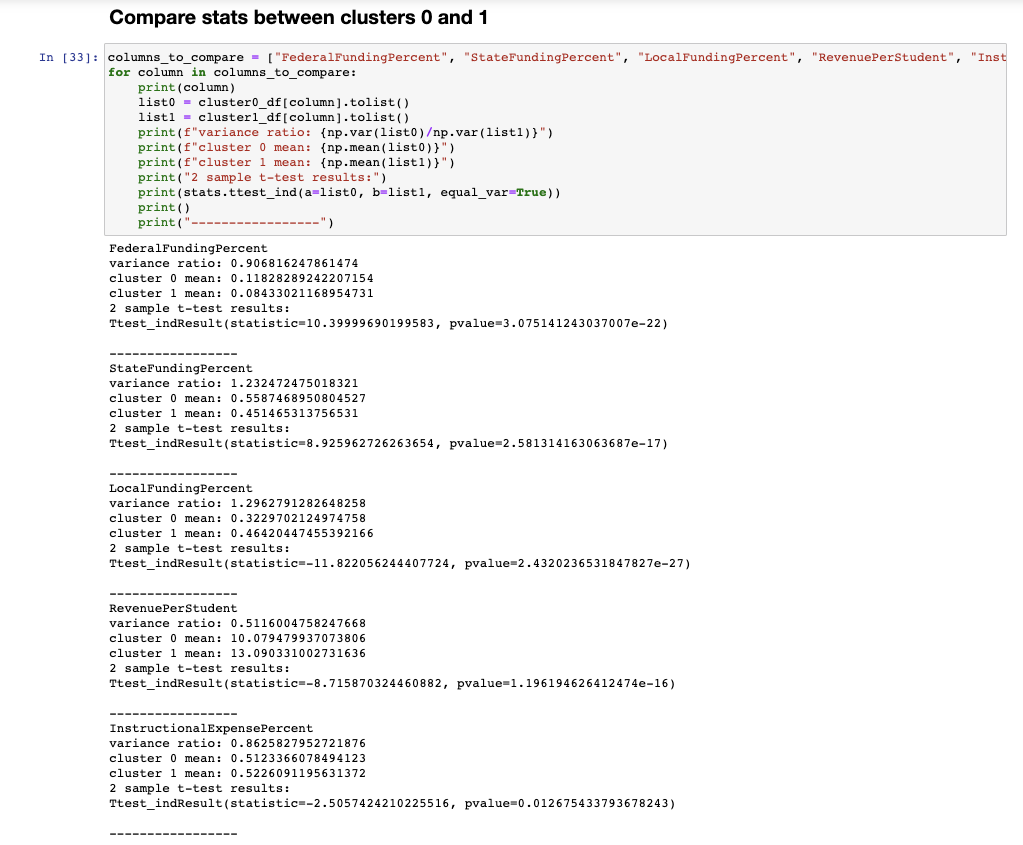 Compare stats between clusters 0 and 1
In [33]: columns_to_compare = ["FederalFundingPercent", "StateFundingPercent", "LocalFundingPercent", "RevenuePerStudent", "Inst
for column in columns_to_compare:
    print(column)
    list0 = cluster0_df[column].tolist()
    list1 = cluster1_df[column].tolist()
    print(f"variance ratio: {np.var(list0)/np.var(list1)}")
    print(f"cluster 0 mean: {np.mean(list0)}")
    print(f"cluster 1 mean: {np.mean(list1)}")
    print("2 sample t-test results:")
    print(stats.ttest_ind(a=list0, b=list1, equal_var=True))
    print()
    print("-----------------")
FederalFundingPercent
variance ratio: 0.906816247861474
cluster 0 mean: 0.11828289242207154
cluster 1 mean: 0.08433021168954731
2 sample t-test results:
Ttest_indResult(statistic=10.39999690199583, pvalue=3.075141243037007e-22)
-----------------
StateFundingPercent
variance ratio: 1.232472475018321
cluster 0 mean: 0.5587468950804527
cluster 1 mean: 0.451465313756531
2 sample t-test results:
Ttest_indResult(statistic=8.925962726263654, pvalue=2.581314163063687e-17)
-----------------
LocalFundingPercent
variance ratio: 1.2962791282648258
cluster 0 mean: 0.3229702124974758
cluster 1 mean: 0.46420447455392166
2 sample t-test results:
Ttest_indResult(statistic=-11.822056244407724, pvalue=2.4320236531847827e-27)
-----------------
RevenuePerStudent
variance ratio: 0.5116004758247668
cluster 0 mean: 10.079479937073806
cluster 1 mean: 13.090331002731636
2 sample t-test results:
Ttest_indResult(statistic=-8.715870324460882, pvalue=1.196194626412474e-16)
-----------------
InstructionalExpensePercent
variance ratio: 0.8625827952721876
cluster 0 mean: 0.5123366078494123
cluster 1 mean: 0.5226091195631372
2 sample t-test results:
Ttest_indResult(statistic=-2.5057424210225516, pvalue=0.012675433793678243)
-----------------